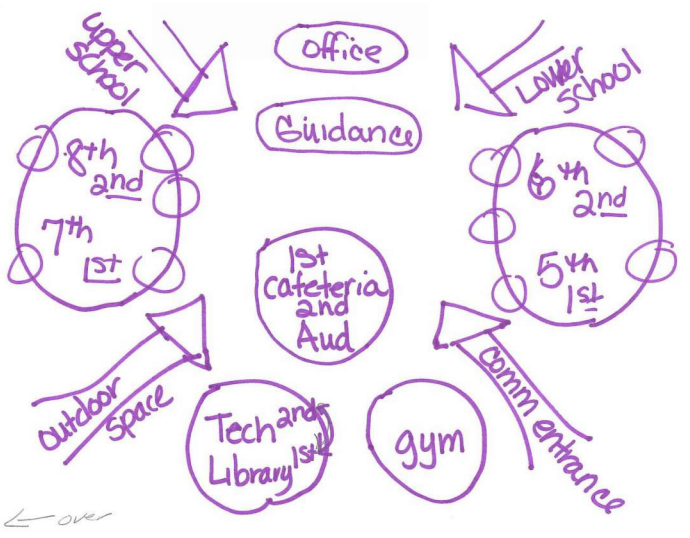 upper
school
office
Lower
school
Guidance
8th
2nd
7th
1st
6th
2nd
5th
1st
1st
cafeteria
and
Aud
outdoor
space
Tech 2nd
Library 1st
gym
comm entrance
← over